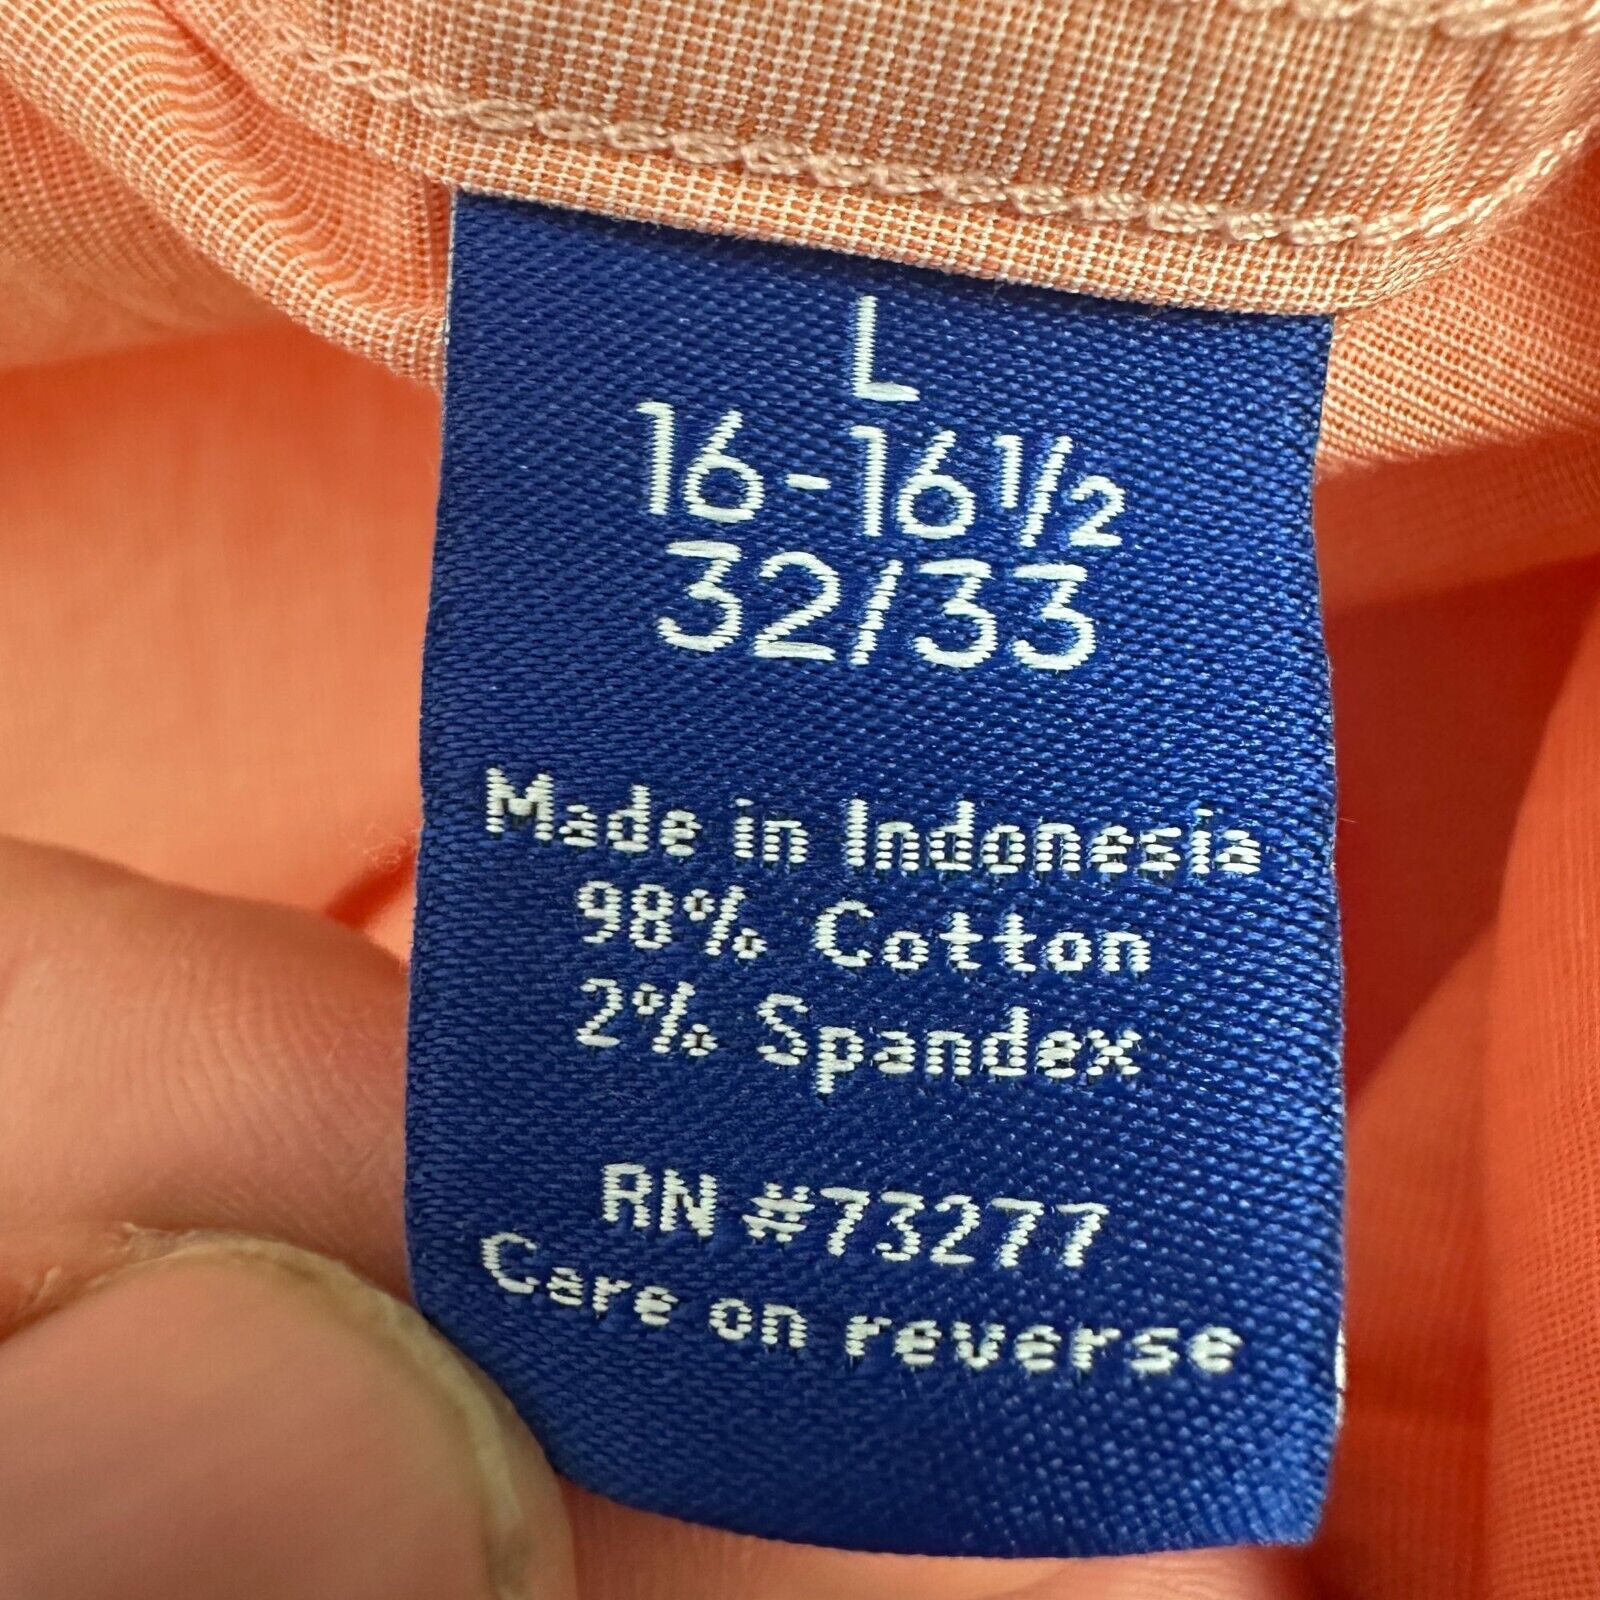 L
16-16½
32/33
Made in Indonesia
98% Cotton
2% Spandex
RN #73277
Care on reverse